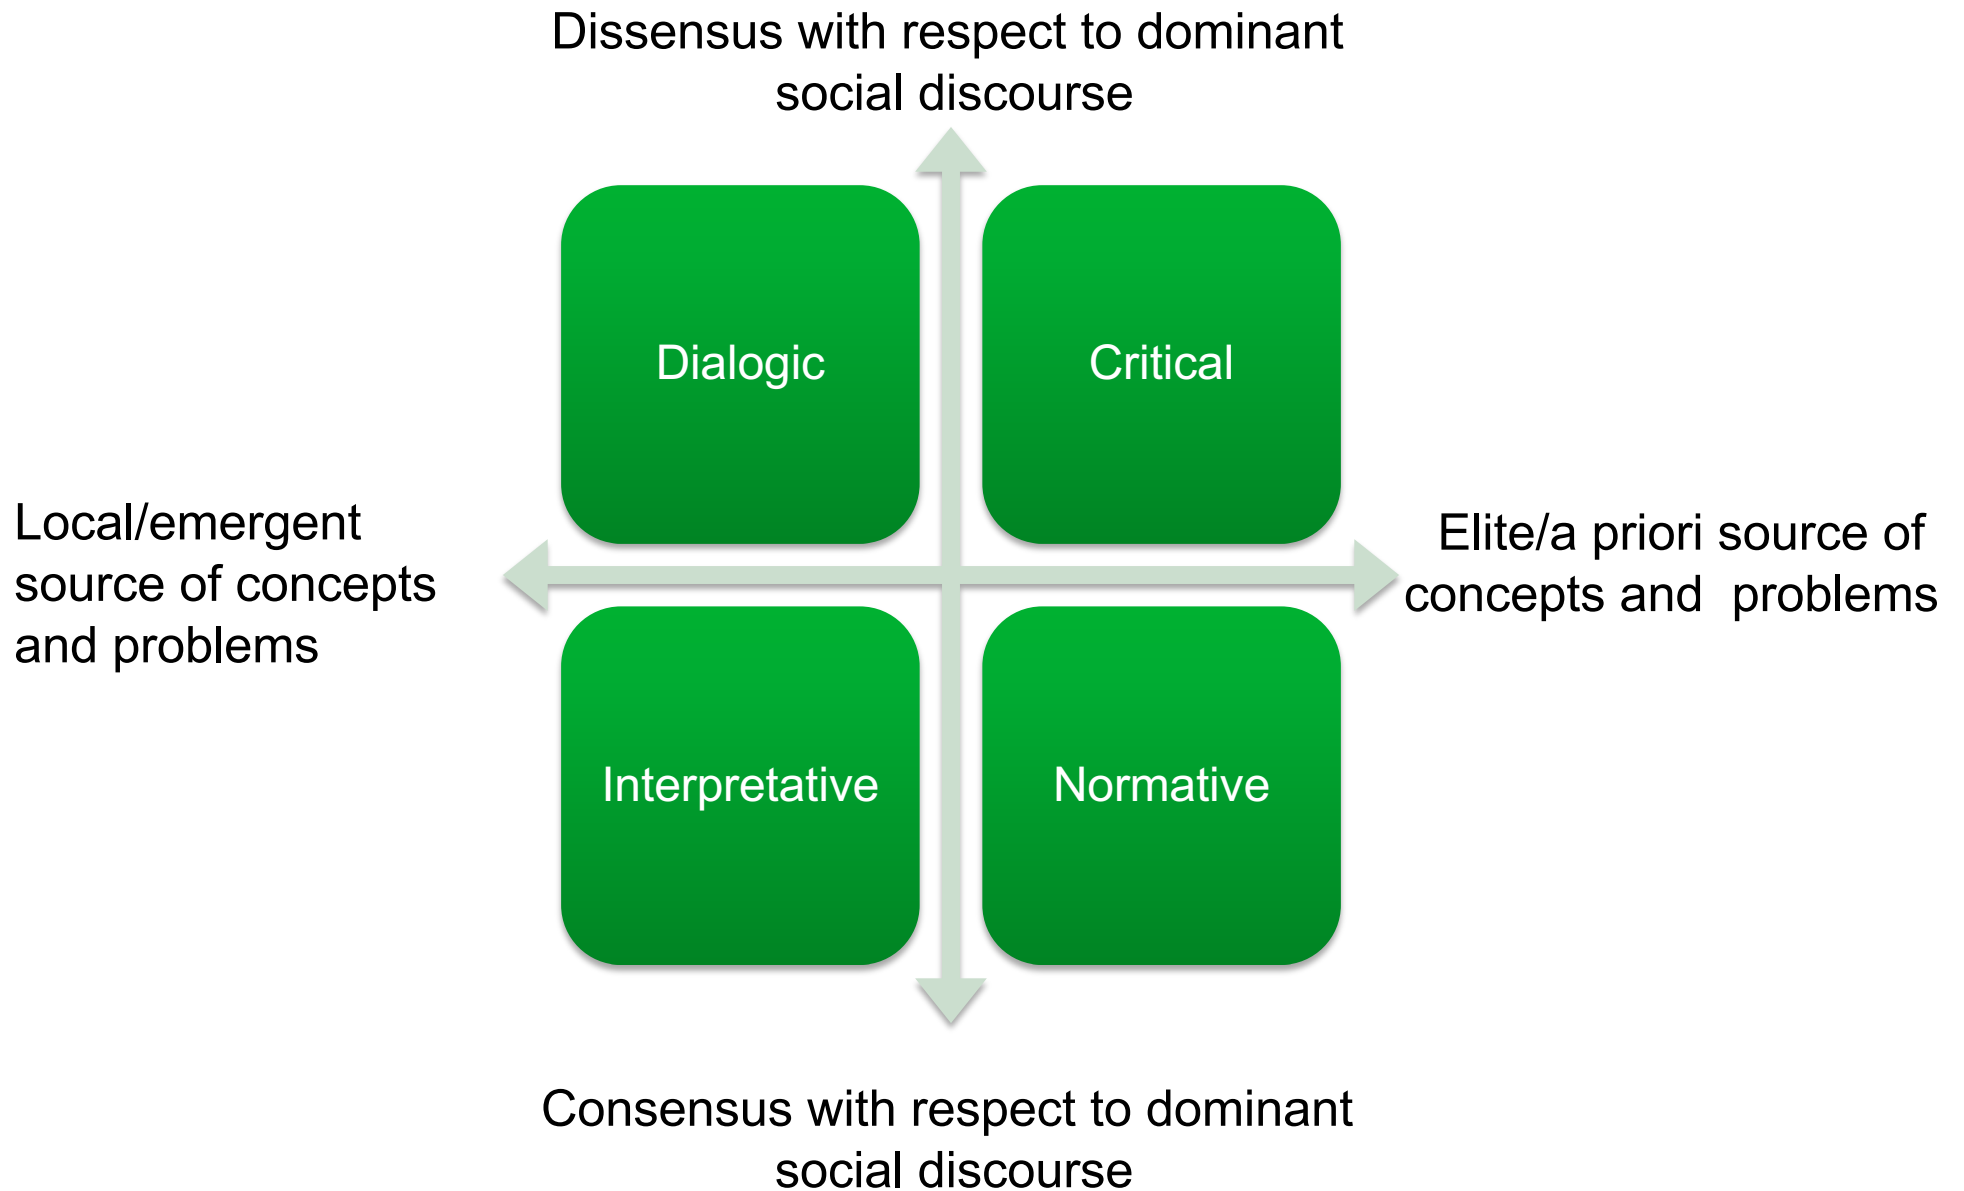 Dissensus with respect to dominant
social discourse
Dialogic
Critical
Local/emergent
source of concepts
and problems
Elite/a priori source of
concepts and  problems
Interpretative
Normative
Consensus with respect to dominant
social discourse